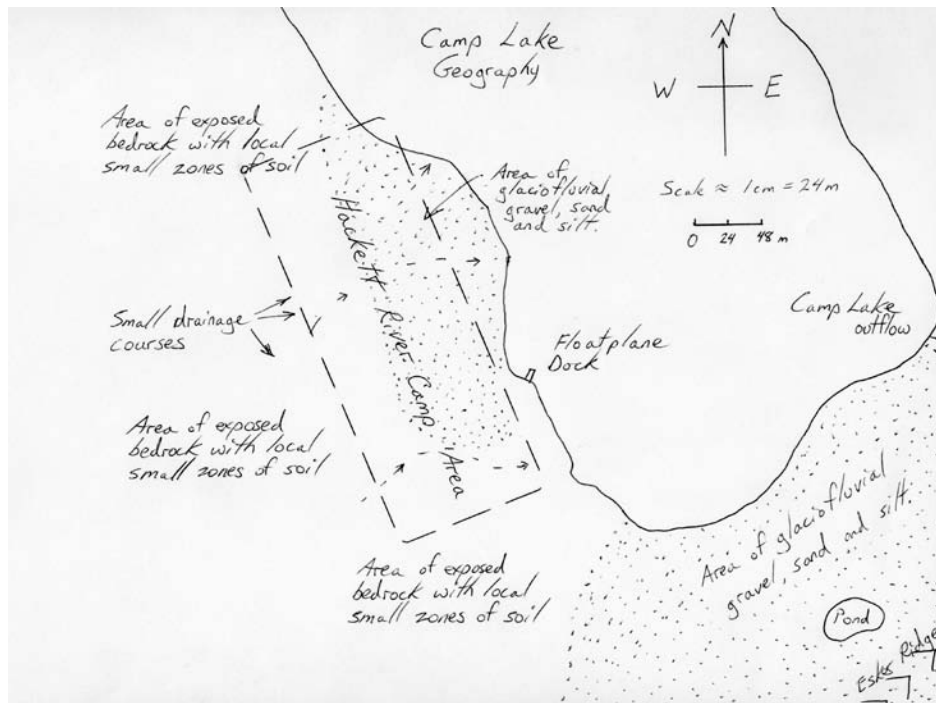 Camp Lake
Geography
N
W E
Scale ≈ 1cm = 24m
0 24 48 m
Area of exposed
bedrock with local
small zones of soil
Area of
glaciofluvial,
gravel, sand
and silt.
Hackett River Camp Area
Small drainage
courses
Camp Lake
outflow
Floatplane
Dock
Area of exposed
bedrock with local
small zones of soil
Area of exposed
bedrock with local
small zones of soil
Area of glaciofluvial
gravel, sand and silt.
Pond
Esker Ridge